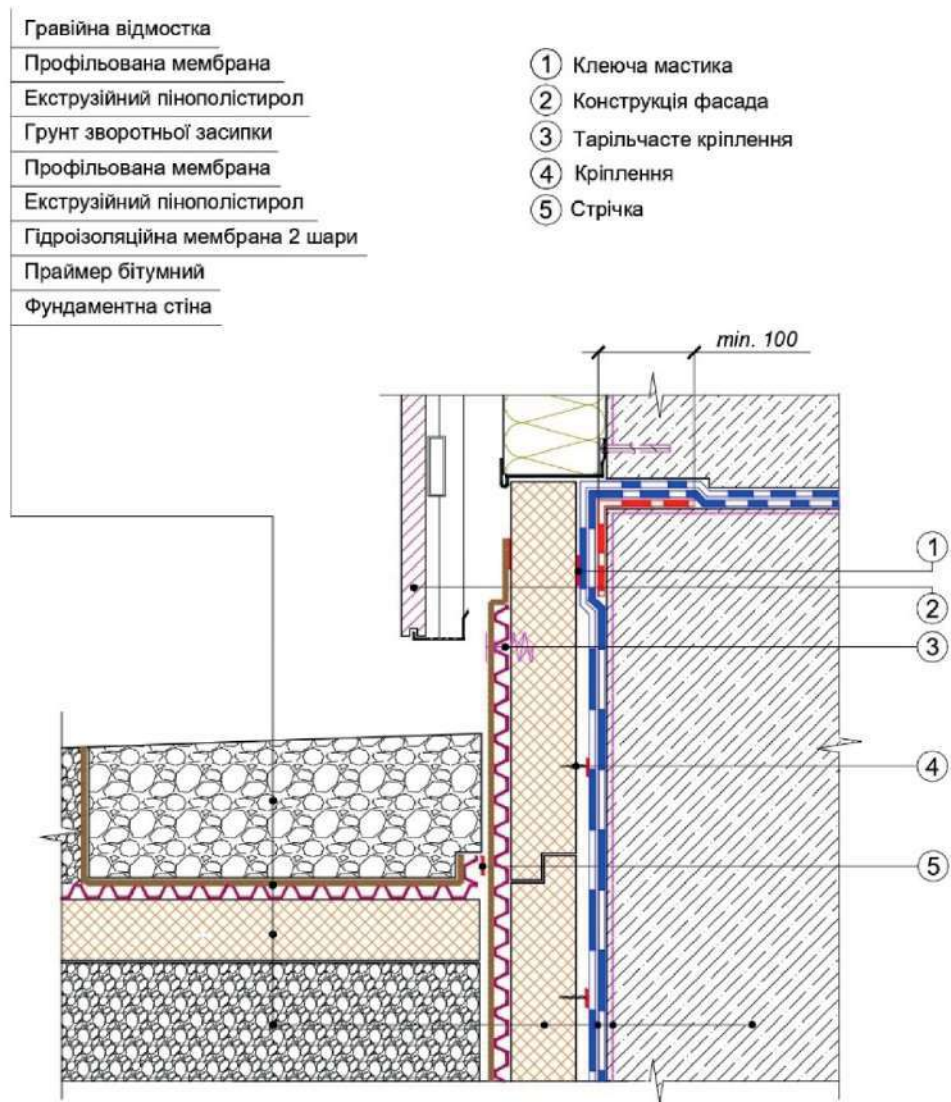 Гравійна відмостка
Профільована мембрана
Екструзійний пінополістирол
Грунт зворотньої засипки
Профільована мембрана
Екструзійний пінополістирол
Гідроізоляційна мембрана 2 шари
Праймер бітумний
Фундаментна стіна
1 Клеюча мастика
2 Конструкція фасада
3 Тарільчасте кріплення
4 Кріплення
5 Стрічка
min. 100
1
2
3
4
5